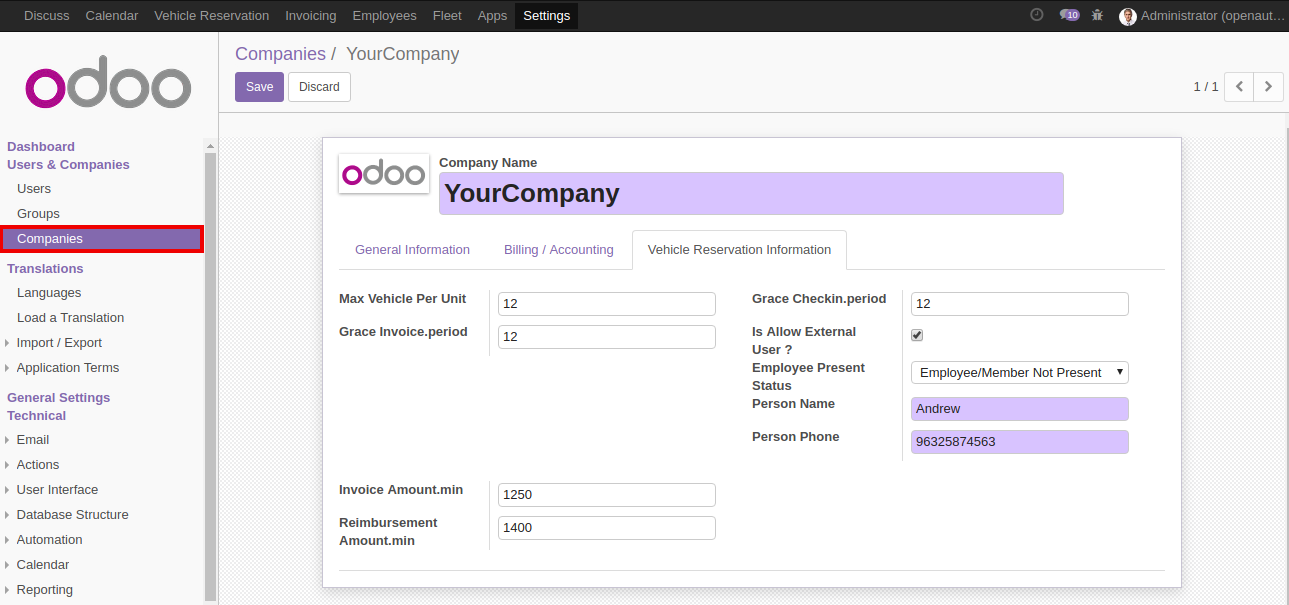 Discuss Calendar Vehicle Reservation Invoicing Employees Fleet Apps Settings 10 Administrator (openaut…
odoo
Companies / YourCompany
Save Discard
1 / 1
Dashboard
Users & Companies
Users
Groups
Companies
Translations
Languages
Load a Translation
Import / Export
Application Terms
General Settings
Technical
Email
Actions
User Interface
Database Structure
Automation
Calendar
Reporting
odoo
Company Name
YourCompany
General Information Billing / Accounting Vehicle Reservation Information
Max Vehicle Per Unit 12
Grace Invoice.period 12
Grace Checkin.period 12
Is Allow External
User ?
Employee Present
Status
Employee/Member Not Present
Person Name Andrew
Person Phone 96325874563
Invoice Amount.min 1250
Reimbursement
Amount.min
1400